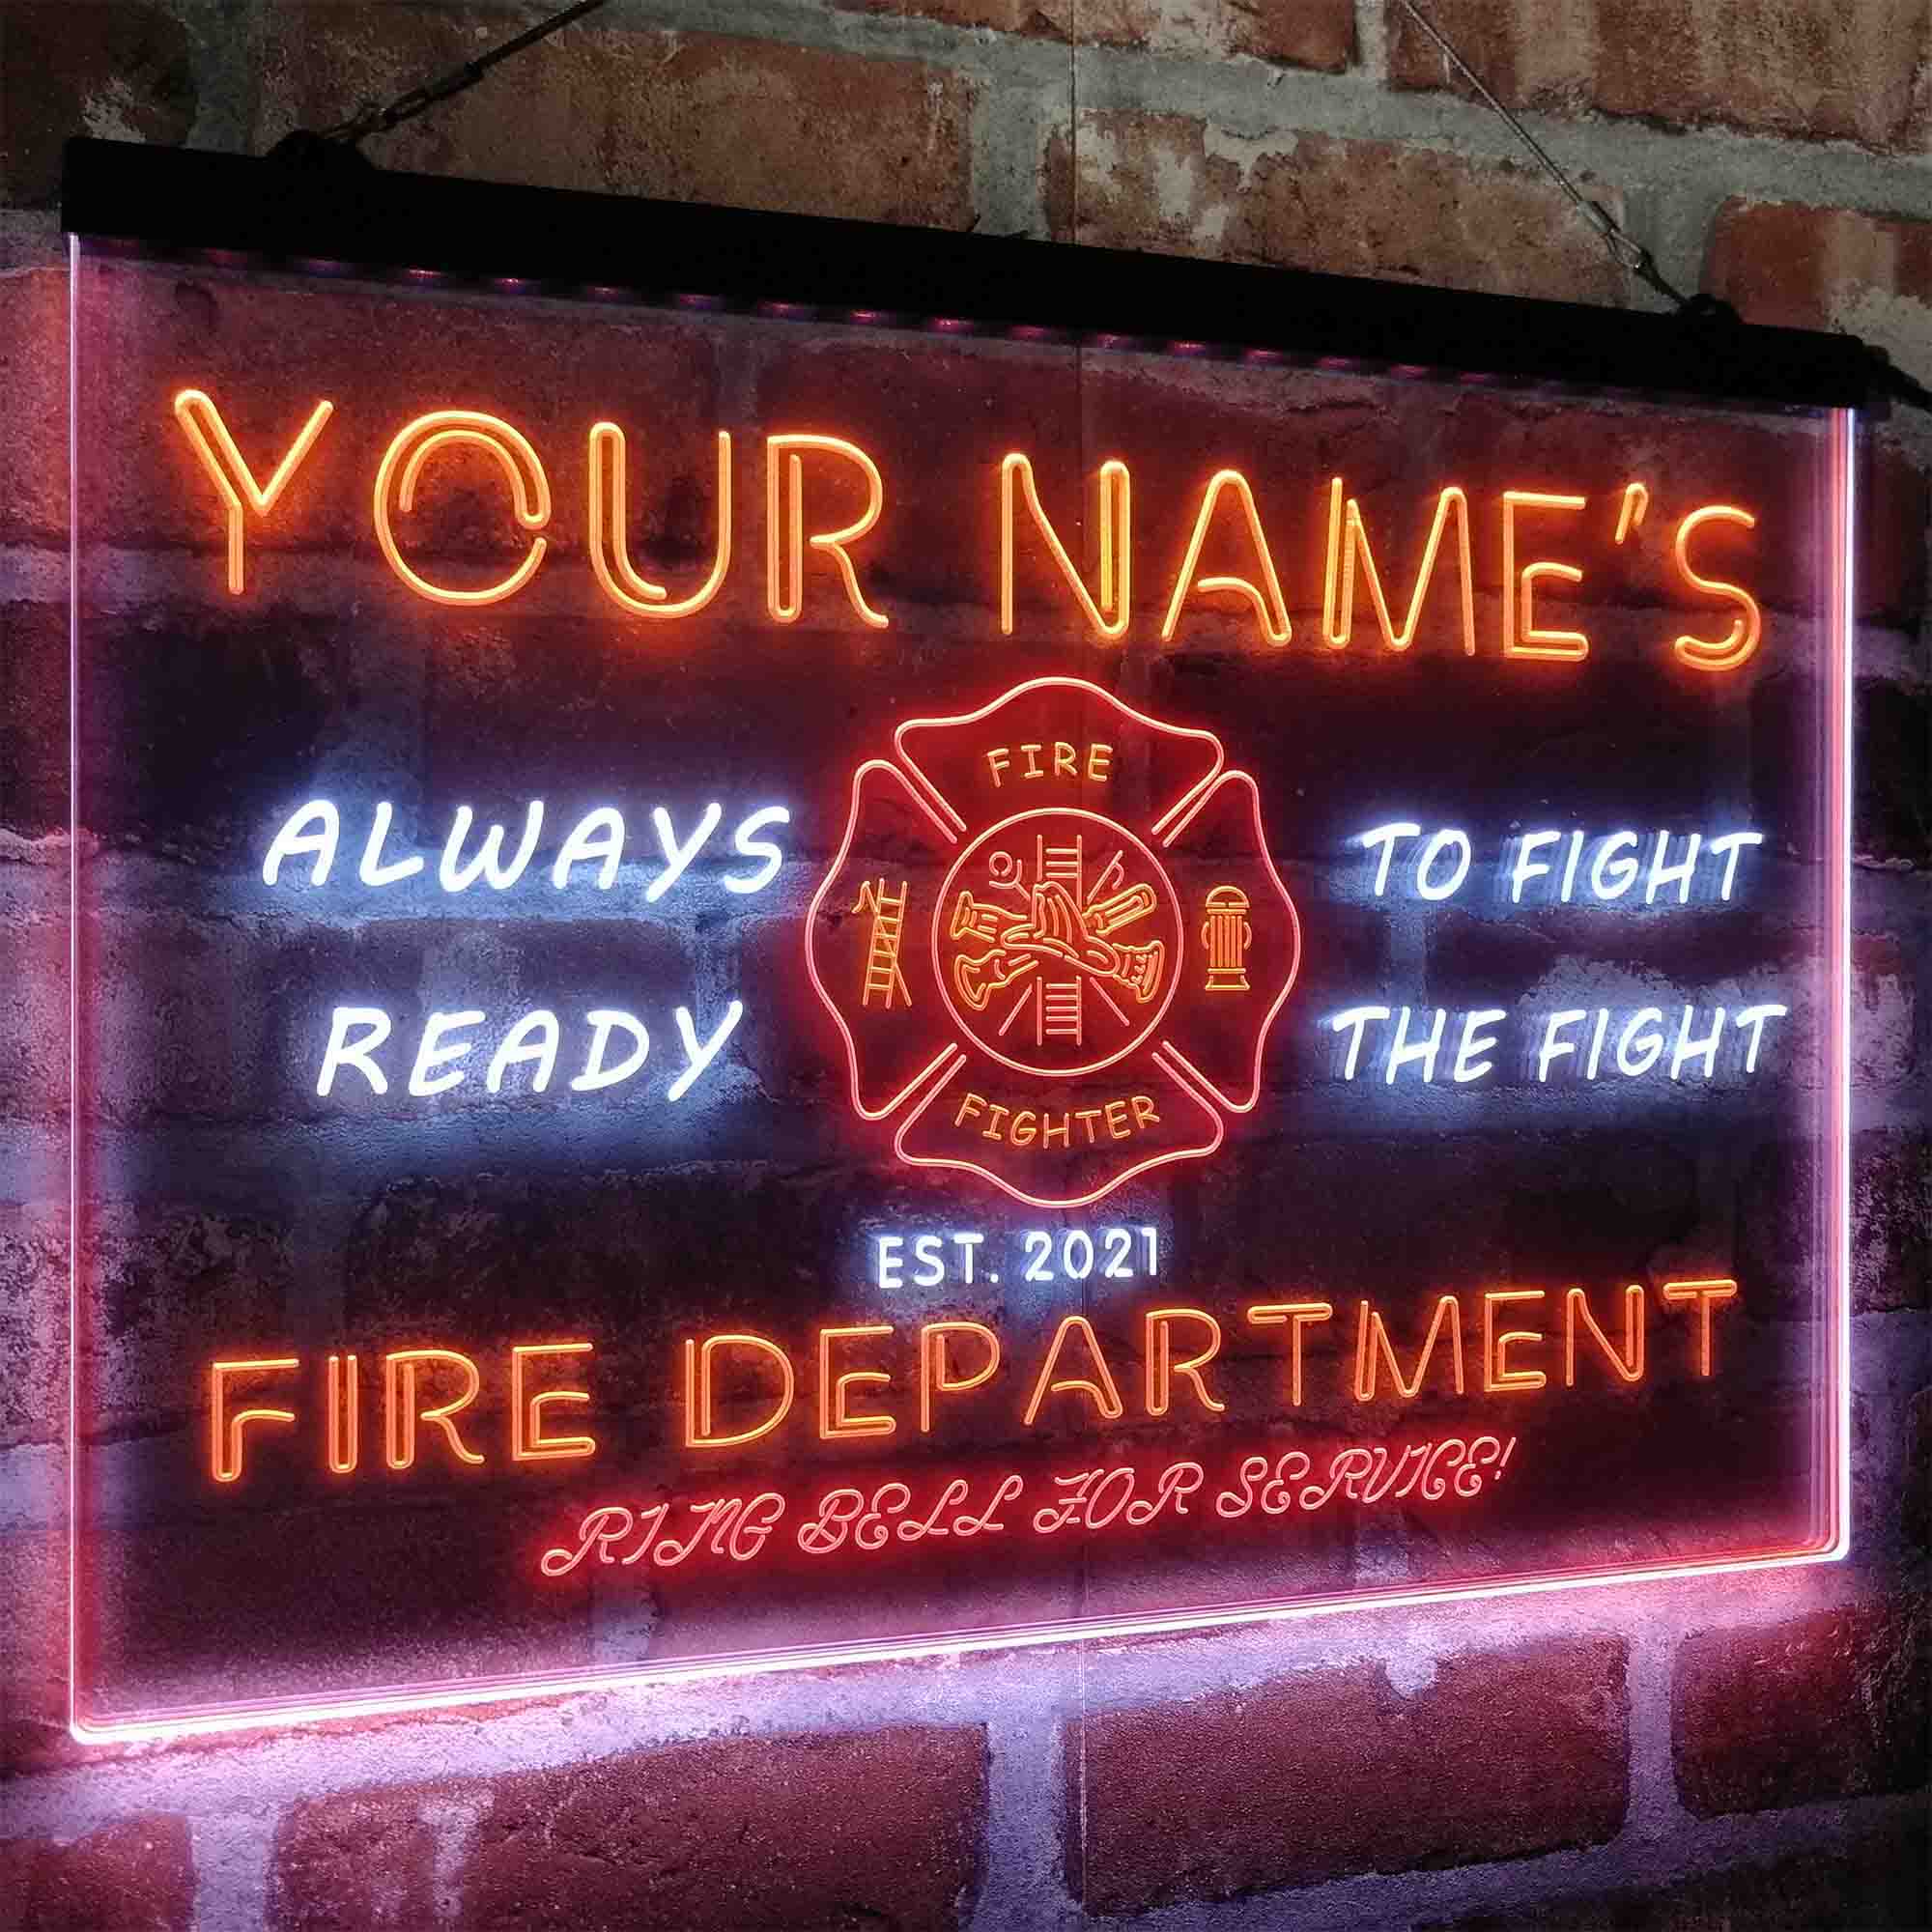 YOUR NAME'S
FIRE
ALWAYS
TO FIGHT
READY
THE FIGHT
FIGHTER
EST. 2021
FIRE DEPARTMENT
RING BELL FOR SERVICE!